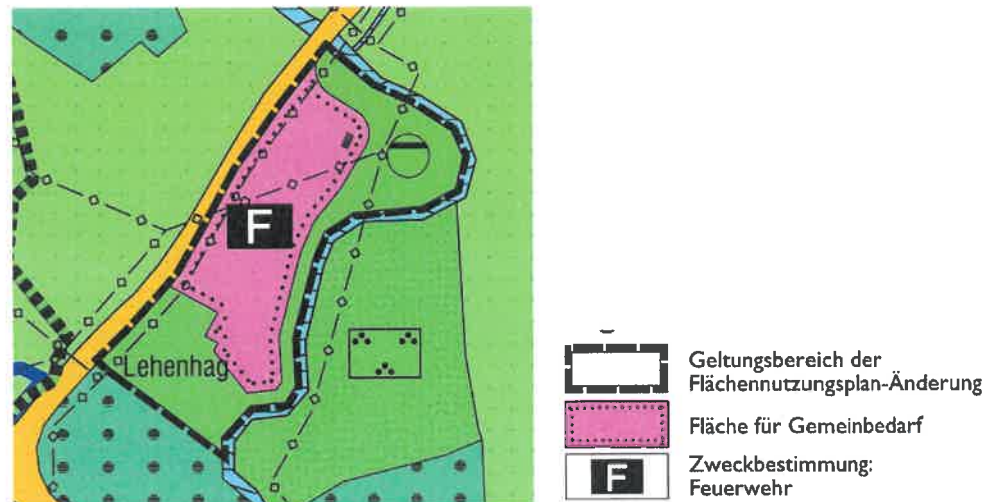 F
Lehenhag
Geltungsbereich der
Flächennutzungsplan-Änderung
Fläche für Gemeinbedarf
F
Zweckbestimmung:
Feuerwehr